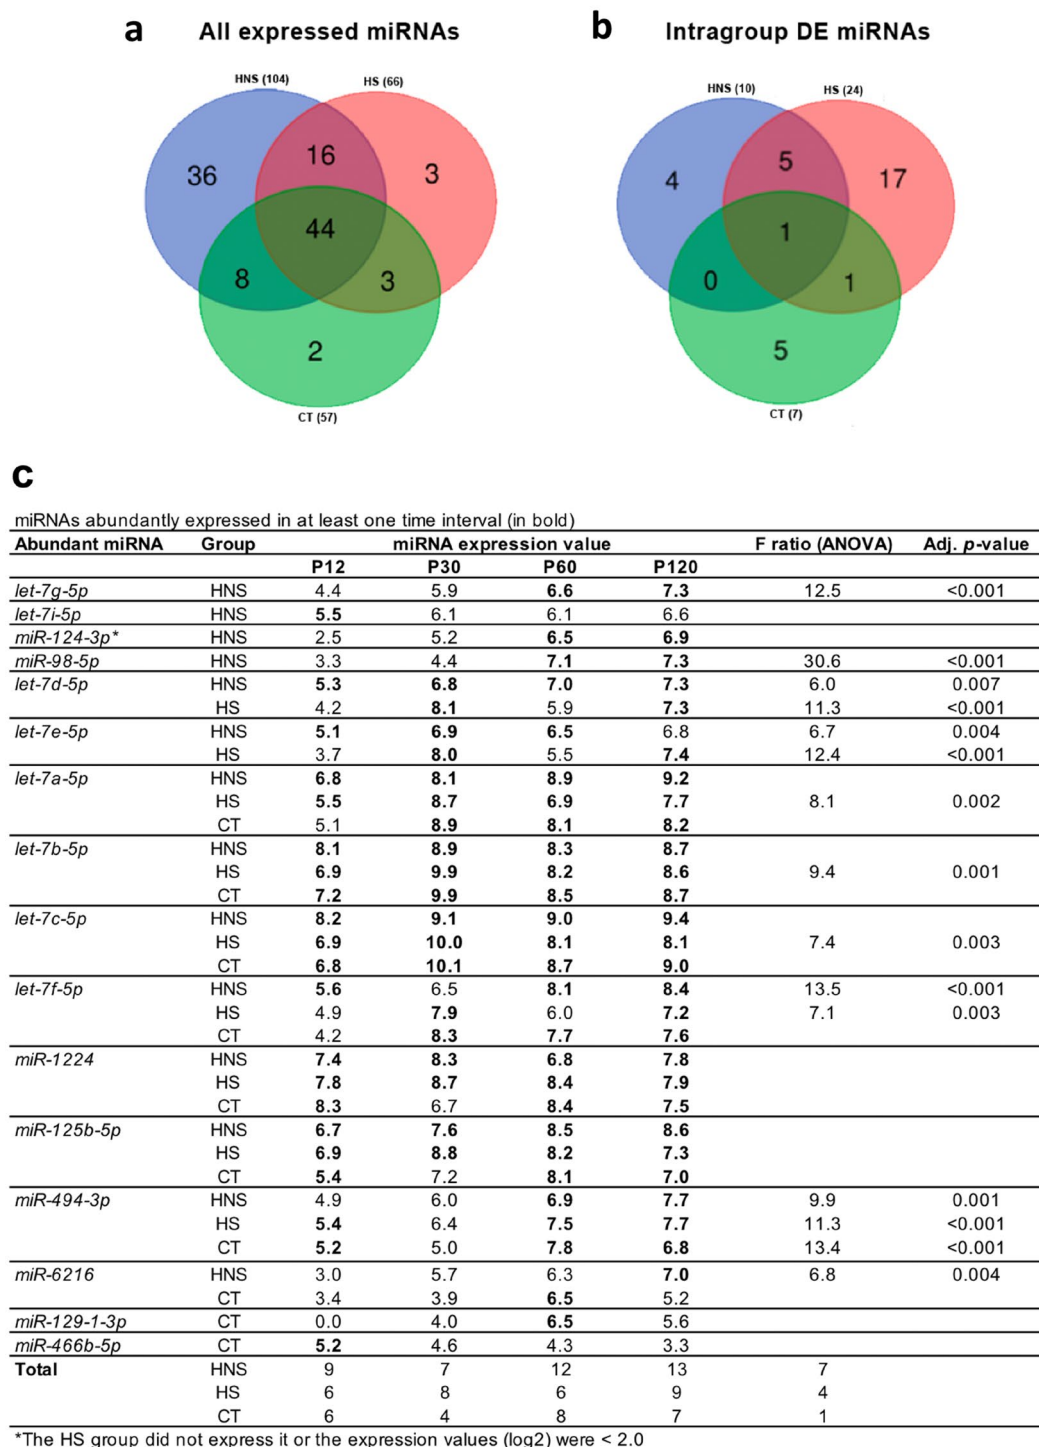 a All expressed miRNAs
b Intragroup DE miRNAs
HNS (104)
HS (66)
36
16
3
44
8
3
2
CT (57)
HNS (10)
HS (24)
4
5
17
1
0
1
5
CT (7)
c
miRNAs abundantly expressed in at least one time interval (in bold)
Abundant miRNA Group miRNA expression value F ratio (ANOVA) Adj. p-value
P12 P30 P60 P120
let-7g-5p HNS 4.4 5.9 6.6 7.3 12.5 <0.001
let-7i-5p HNS 5.5 6.1 6.1 6.6
miR-124-3p* HNS 2.5 5.2 6.5 6.9
miR-98-5p HNS 3.3 4.4 7.1 7.3 30.6 <0.001
let-7d-5p HNS 5.3 6.8 7.0 7.3 6.0 0.007
HS 4.2 8.1 5.9 7.3 11.3 <0.001
let-7e-5p HNS 5.1 6.9 6.5 6.8 6.7 0.004
HS 3.7 8.0 5.5 7.4 12.4 <0.001
let-7a-5p HNS 6.8 8.1 8.9 9.2
HS 5.5 8.7 6.9 7.7 8.1 0.002
CT 5.1 8.9 8.1 8.2
let-7b-5p HNS 8.1 8.9 8.3 8.7
HS 6.9 9.9 8.2 8.6 9.4 0.001
CT 7.2 9.9 8.5 8.7
let-7c-5p HNS 8.2 9.1 9.0 9.4
HS 6.9 10.0 8.1 8.1 7.4 0.003
CT 6.8 10.1 8.7 9.0
let-7f-5p HNS 5.6 6.5 8.1 8.4 13.5 <0.001
HS 4.9 7.9 6.0 7.2 7.1 0.003
CT 4.2 8.3 7.7 7.6
miR-1224 HNS 7.4 8.3 6.8 7.8
HS 7.8 8.7 8.4 7.9
CT 8.3 6.7 8.4 7.5
miR-125b-5p HNS 6.7 7.6 8.5 8.6
HS 6.9 8.8 8.2 7.3
CT 5.4 7.2 8.1 7.0
miR-494-3p HNS 4.9 6.0 6.9 7.7 9.9 0.001
HS 5.4 6.4 7.5 7.7 11.3 <0.001
CT 5.2 5.0 7.8 6.8 13.4 <0.001
miR-6216 HNS 3.0 5.7 6.3 7.0 6.8 0.004
CT 3.4 3.9 6.5 5.2
miR-129-1-3p CT 0.0 4.0 6.5 5.6
miR-466b-5p CT 5.2 4.6 4.3 3.3
Total HNS 9 7 12 13 7
HS 6 8 6 9 4
CT 6 4 8 7 1
*The HS group did not express it or the expression values (log2) were < 2.0